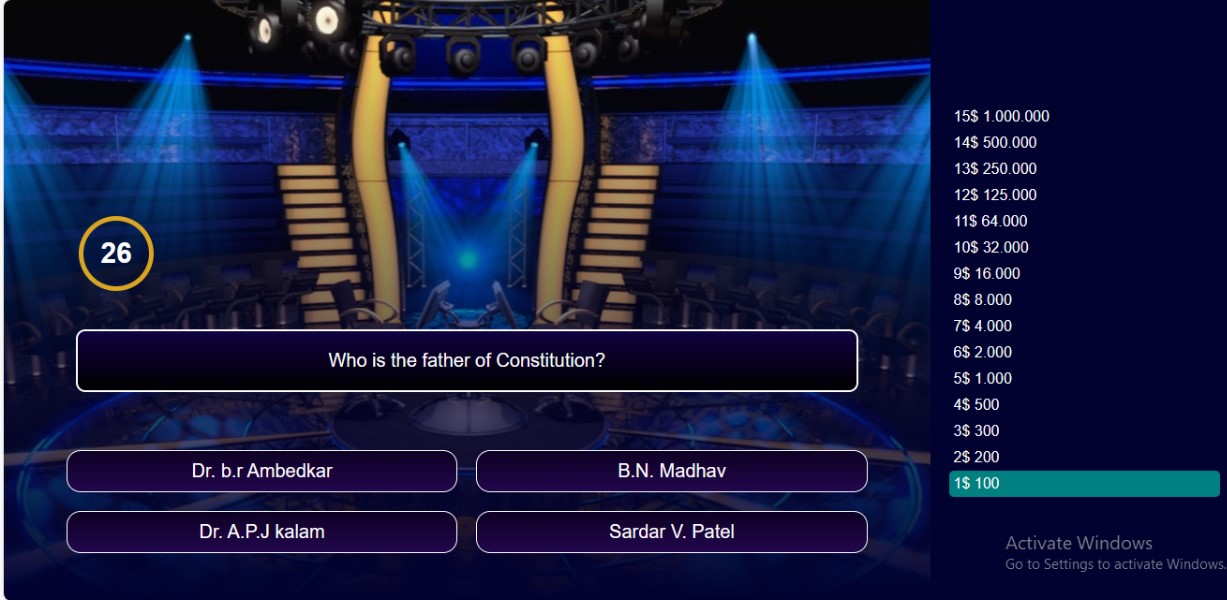 26
Who is the father of Constitution?
Dr. b.r Ambedkar
B.N. Madhav
Dr. A.P.J kalam
Sardar V. Patel
15$ 1.000.000
14$ 500.000
13$ 250.000
12$ 125.000
11$ 64.000
10$ 32.000
9$ 16.000
8$ 8.000
7$ 4.000
6$ 2.000
5$ 1.000
4$ 500
3$ 300
2$ 200
1$ 100
Activate Windows
Go to Settings to activate Windows.